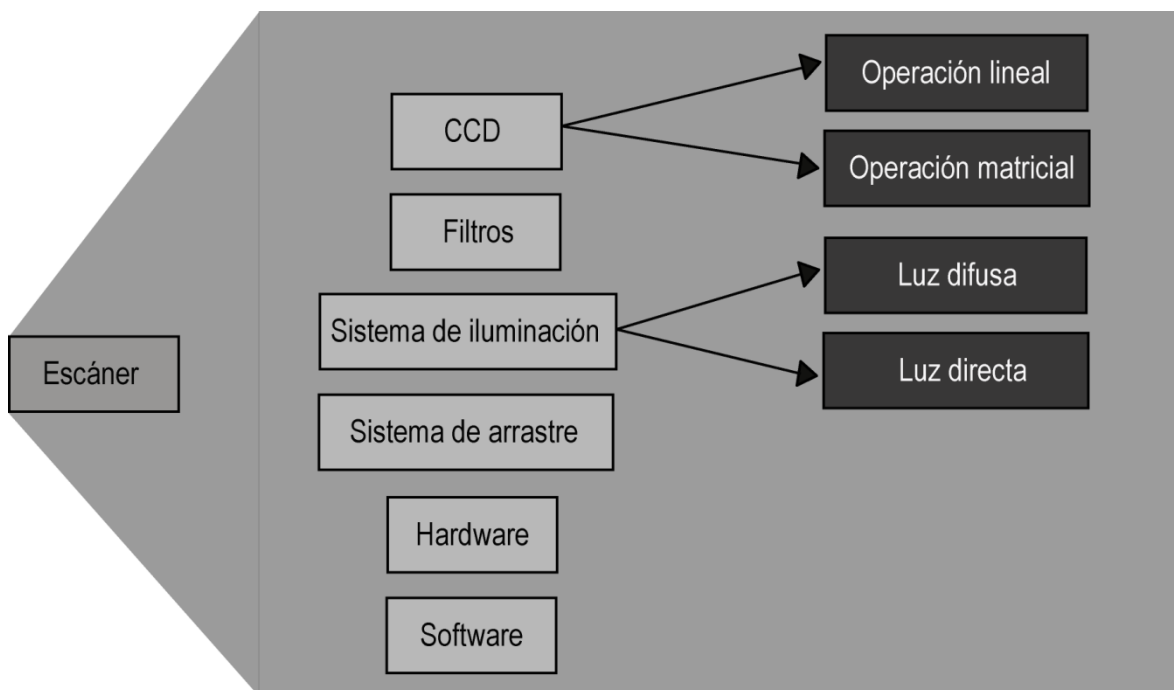 Escáner
CCD
Filtros
Sistema de iluminación
Sistema de arrastre
Hardware
Software
Operación lineal
Operación matricial
Luz difusa
Luz directa